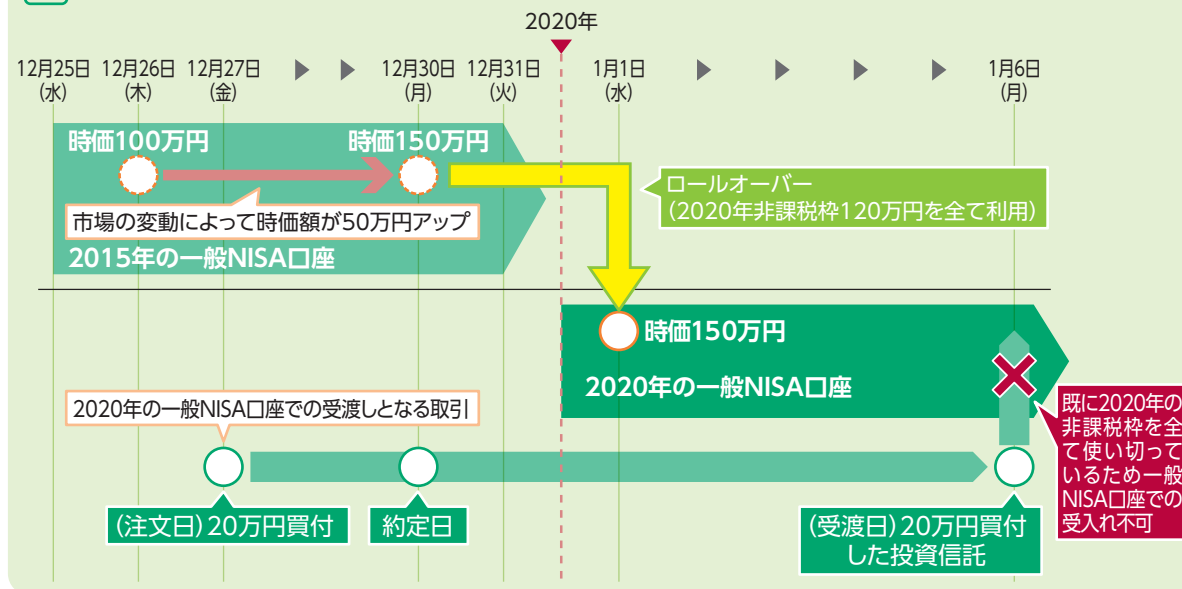 2020年
12月25日
(水)
12月26日
(木)
12月27日
(金)
12月30日
(月)
12月31日
(火)
1月1日
(水)
1月6日
(月)
時価100万円
時価150万円
市場の変動によって時価額が50万円アップ
2015年の一般NISA口座
ロールオーバー
(2020年非課税枠120万円を全て利用)
時価150万円
2020年の一般NISA口座
2020年の一般NISA口座での受渡しとなる取引
(注文日)20万円買付
約定日
(受渡日)20万円買付
した投資信託
既に2020年の
非課税枠を全
て使い切って
いるため一般
NISA口座での
受入れ不可